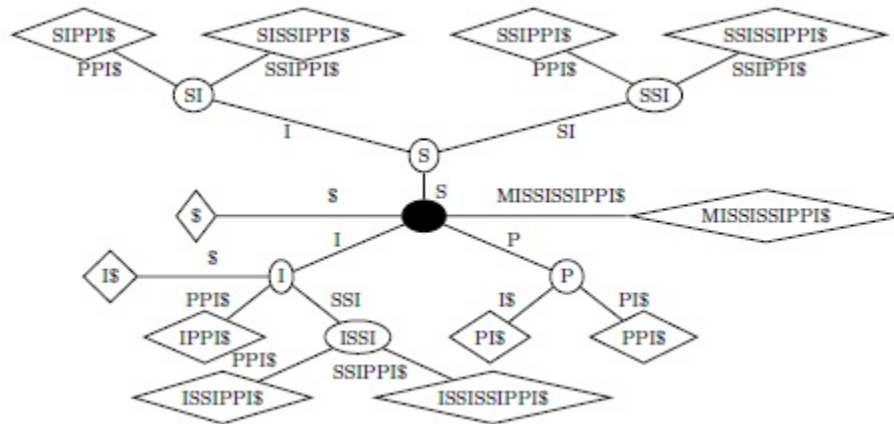 SIPPI$ SISSIPPI$ SSIPPI$ SSISSIPPI$
PPI$ SSIPPI$ PPI$ SSIPPI$
SI SSI
I SI
S
$ S MISSISSIPPI$
$ MISSISSIPPI$
I P
$
I$ I P
PPI$ SSI I$ PI$
IPPI$ ISSI PI$ PPI$
PPI$ SSIPPI$
ISSIPPI$ ISSISSIPPI$